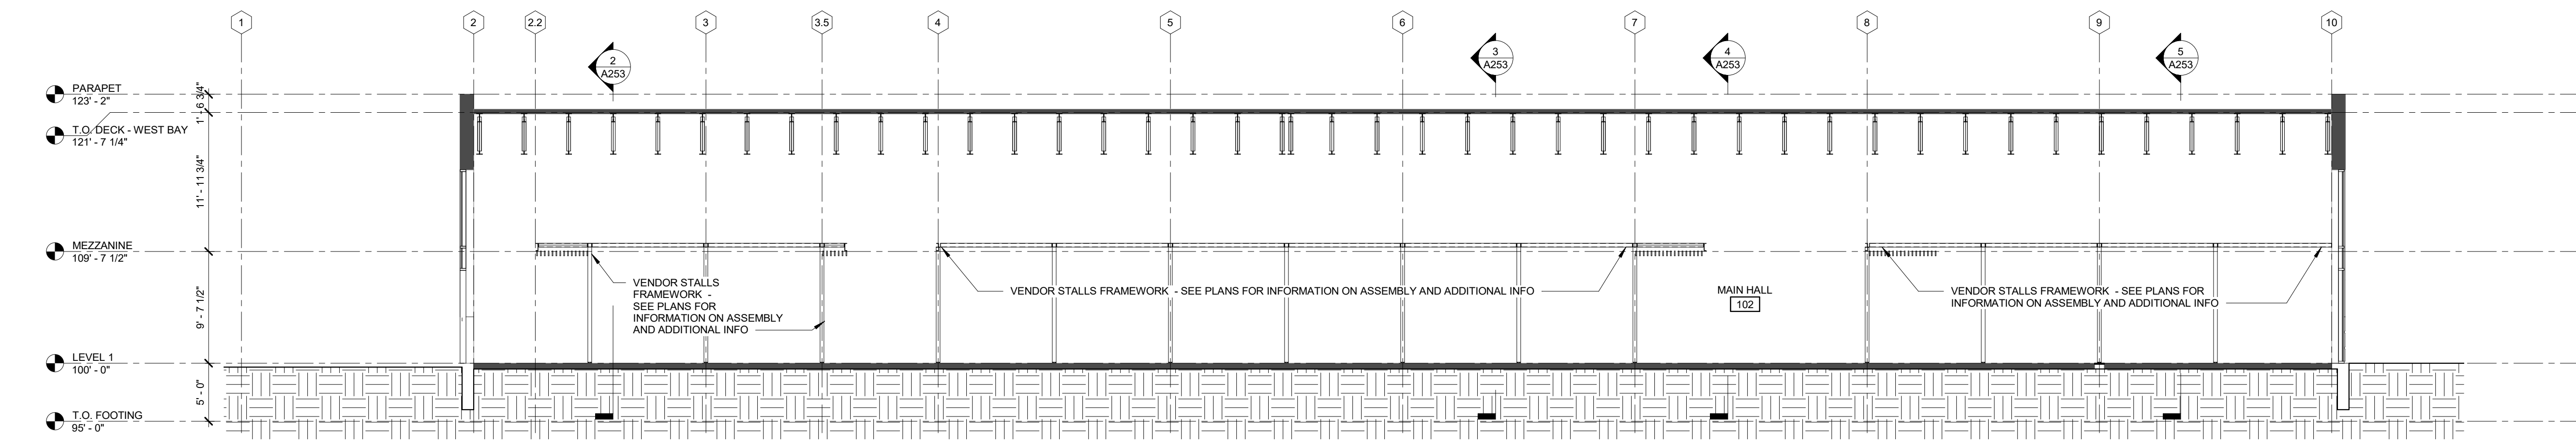 1
2
2.2
3
3.5
4
5
6
7
8
9
10
2
A253
3
A253
4
A253
5
A253
PARAPET
123' - 2"
1' - 6 3/4"
T.O. DECK - WEST BAY
121' - 7 1/4"
11' - 11 3/4"
MEZZANINE
109' - 7 1/2"
9' - 7 1/2"
LEVEL 1
100' - 0"
5' - 0"
T.O. FOOTING
95' - 0"
VENDOR STALLS
FRAMEWORK -
SEE PLANS FOR
INFORMATION ON ASSEMBLY
AND ADDITIONAL INFO
VENDOR STALLS FRAMEWORK - SEE PLANS FOR INFORMATION ON ASSEMBLY AND ADDITIONAL INFO
MAIN HALL
102
VENDOR STALLS FRAMEWORK - SEE PLANS FOR
INFORMATION ON ASSEMBLY AND ADDITIONAL INFO